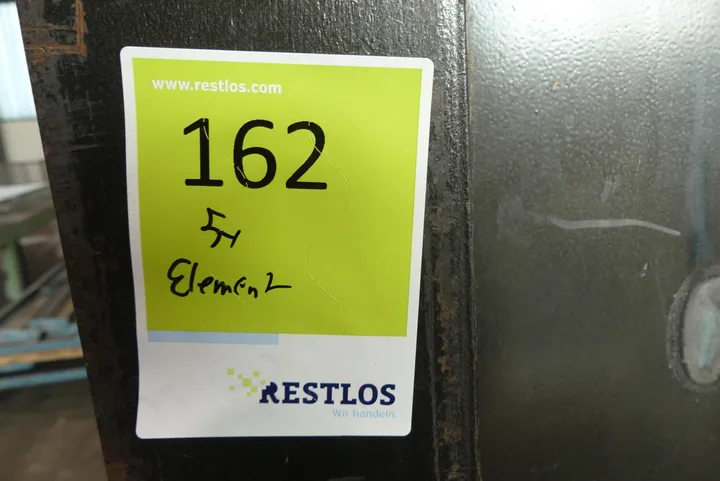 www.restlos.com
162
5x
Element
RESTLOS
Wir handeln.